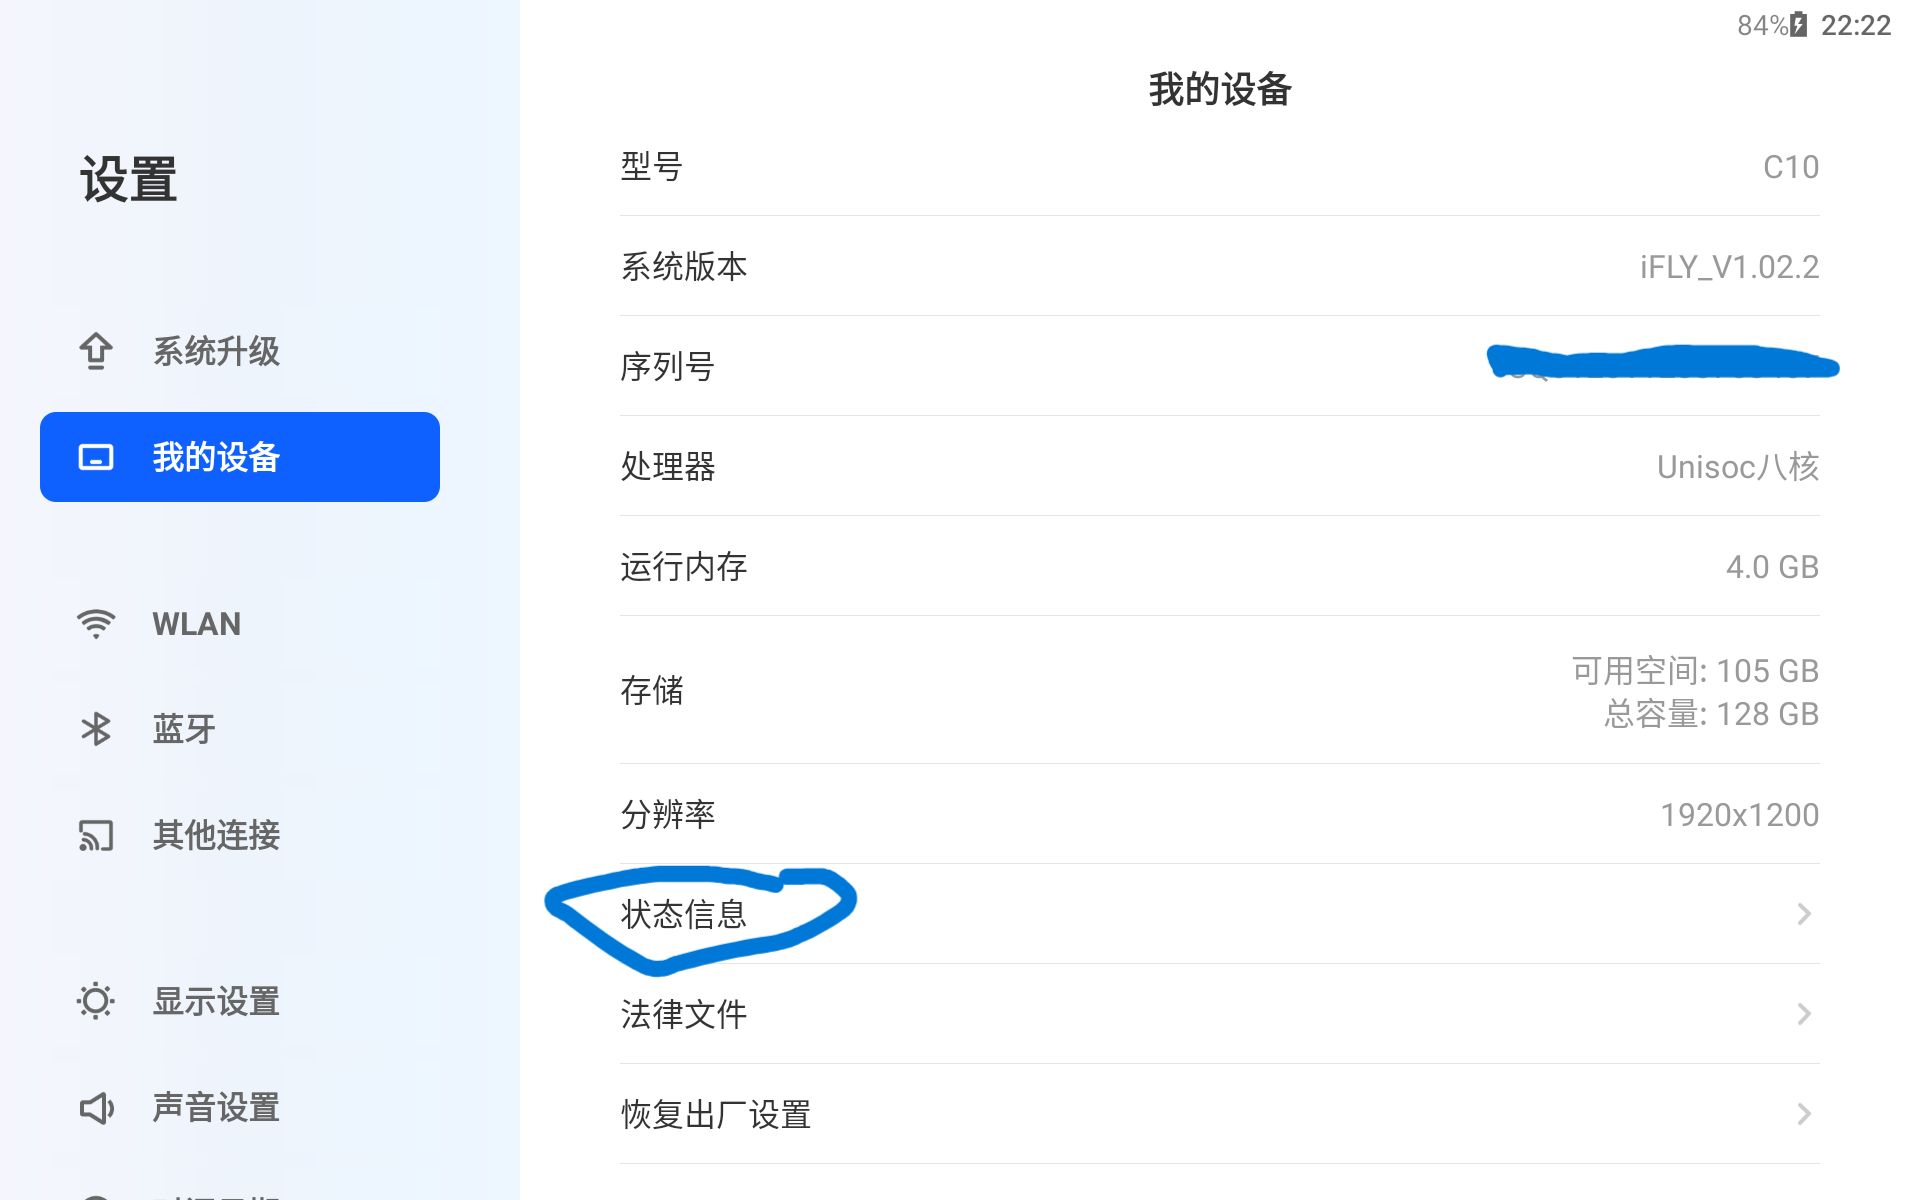 84% 22:22
设置
系统升级
我的设备
WLAN
蓝牙
其他连接
显示设置
声音设置
我的设备
型号 C10
系统版本 iFLY_V1.02.2
序列号
处理器 Unisoc八核
运行内存 4.0 GB
存储 可用空间: 105 GB
总容量: 128 GB
分辨率 1920x1200
状态信息
法律文件
恢复出厂设置